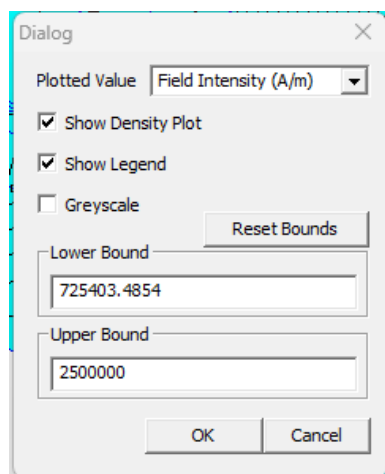 Dialog
Plotted Value Field Intensity (A/m)
Show Density Plot
Show Legend
Greyscale
Reset Bounds
Lower Bound
725403.4854
Upper Bound
2500000
OK Cancel